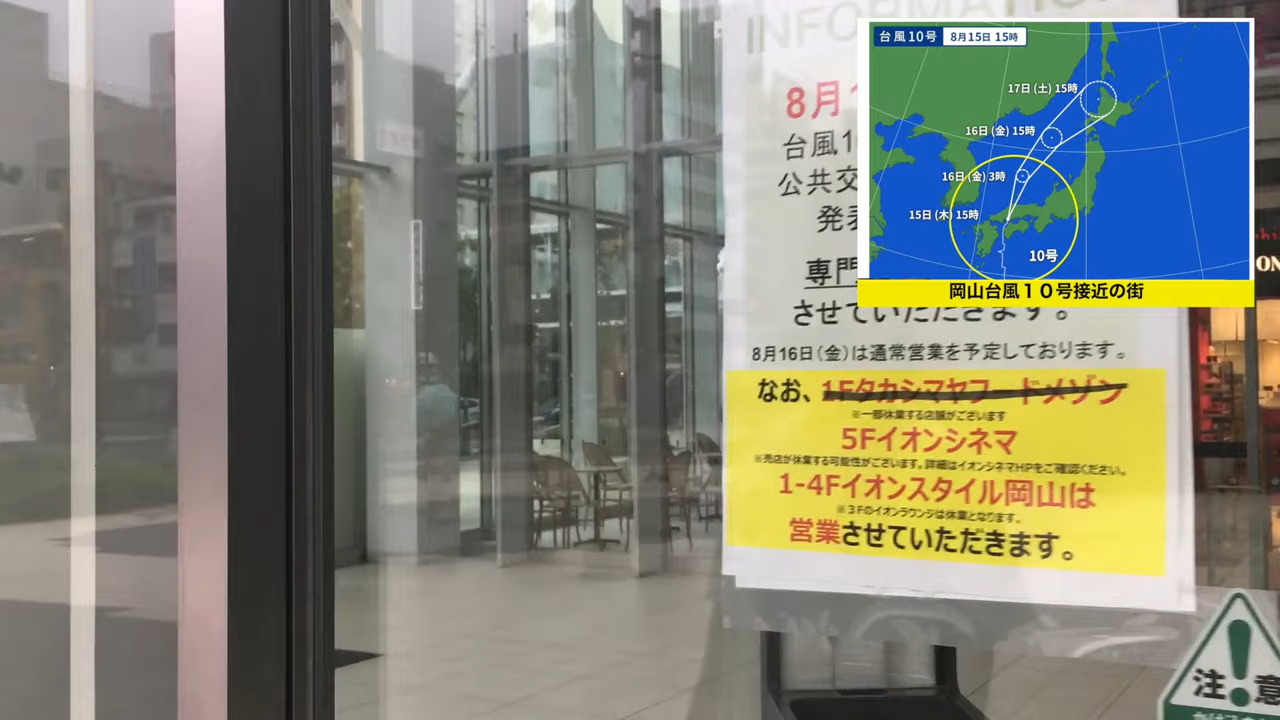 INFORMATION
8月1
台風1
公共交
発表
専門
させていただきます。
8月16日(金)は通常営業を予定しております。
なお、1Fタカシマヤフードメゾン
※一部休業する店舗がございます
5Fイオンシネマ
※売店が休業する可能性がございます。詳細はイオンシネマHPをご確認ください。
1-4Fイオンスタイル岡山は
※3Fのイオンラウンジは休業となります。
営業させていただきます。
台風10号 8月15日 15時
17日(土)15時
16日(金)15時
16日(金)3時
15日(木)15時
10号
岡山台風10号接近の街
ON
注意